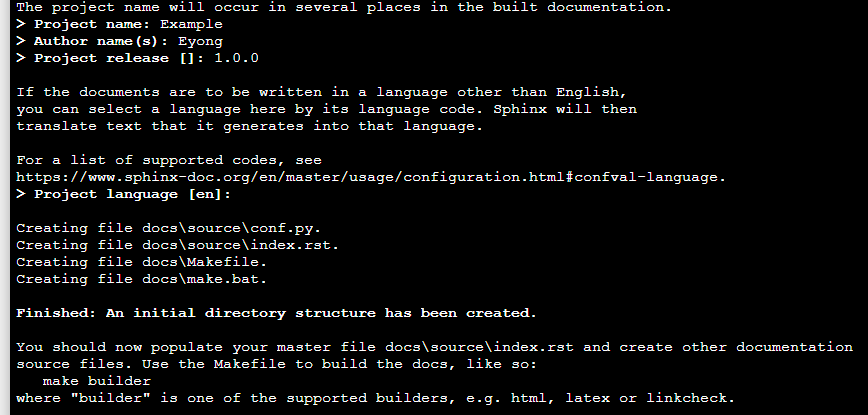 The project name will occur in several places in the built documentation.
> Project name: Example
> Author name(s): Eyong
> Project release []: 1.0.0
If the documents are to be written in a language other than English,
you can select a language here by its language code. Sphinx will then
translate text that it generates into that language.
For a list of supported codes, see
https://www.sphinx-doc.org/en/master/usage/configuration.html#confval-language.
> Project language [en]:
Creating file docs\source\conf.py.
Creating file docs\source\index.rst.
Creating file docs\Makefile.
Creating file docs\make.bat.
Finished: An initial directory structure has been created.
You should now populate your master file docs\source\index.rst and create other documentation
source files. Use the Makefile to build the docs, like so:
make builder
where "builder" is one of the supported builders, e.g. html, latex or linkcheck.